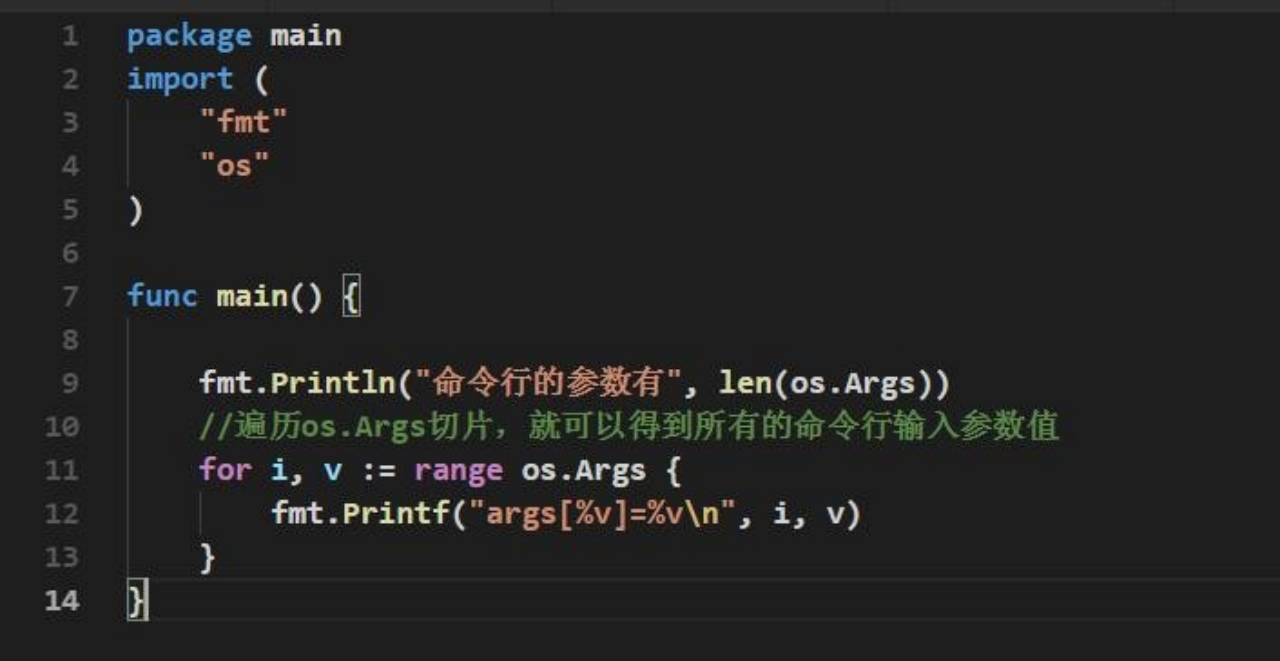 1 package main
2 import (
3     "fmt"
4     "os"
5 )
6
7 func main() {
8
9     fmt.Println("命令行的参数有", len(os.Args))
10     //遍历os.Args切片，就可以得到所有的命令行输入参数值
11     for i, v := range os.Args {
12         fmt.Printf("args[%v]=%v\n", i, v)
13     }
14 }